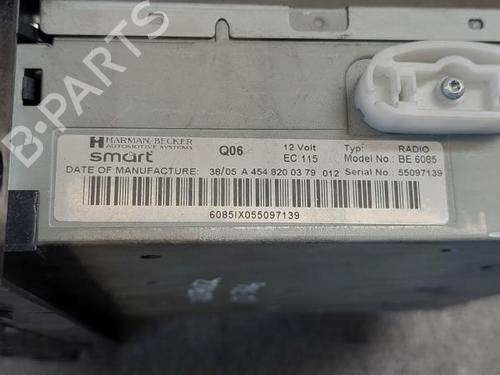 HARMAN/BECKER
AUTOMOTIVE SYSTEMS
smart
Q06
12 Volt
EC 115
Typ: RADIO
Model No.: BE 6085
DATE OF MANUFACTURE: 38/05 A 454 820 03 79 012 Serial No : 55097139
6085IX055097139
B-PARTS